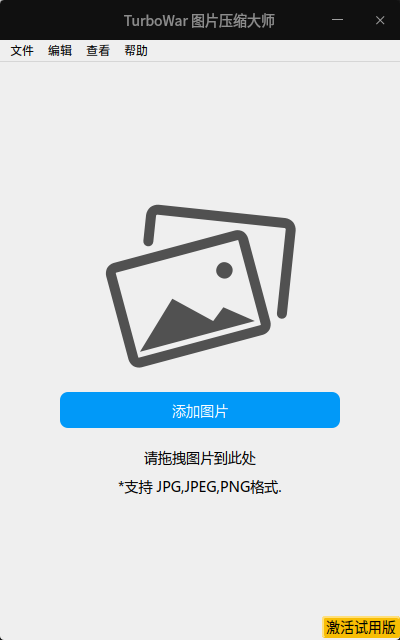 TurboWar 图片压缩大师
文件 编辑 查看 帮助
添加图片
请拖拽图片到此处
*支持 JPG,JPEG,PNG格式.
激活试用版